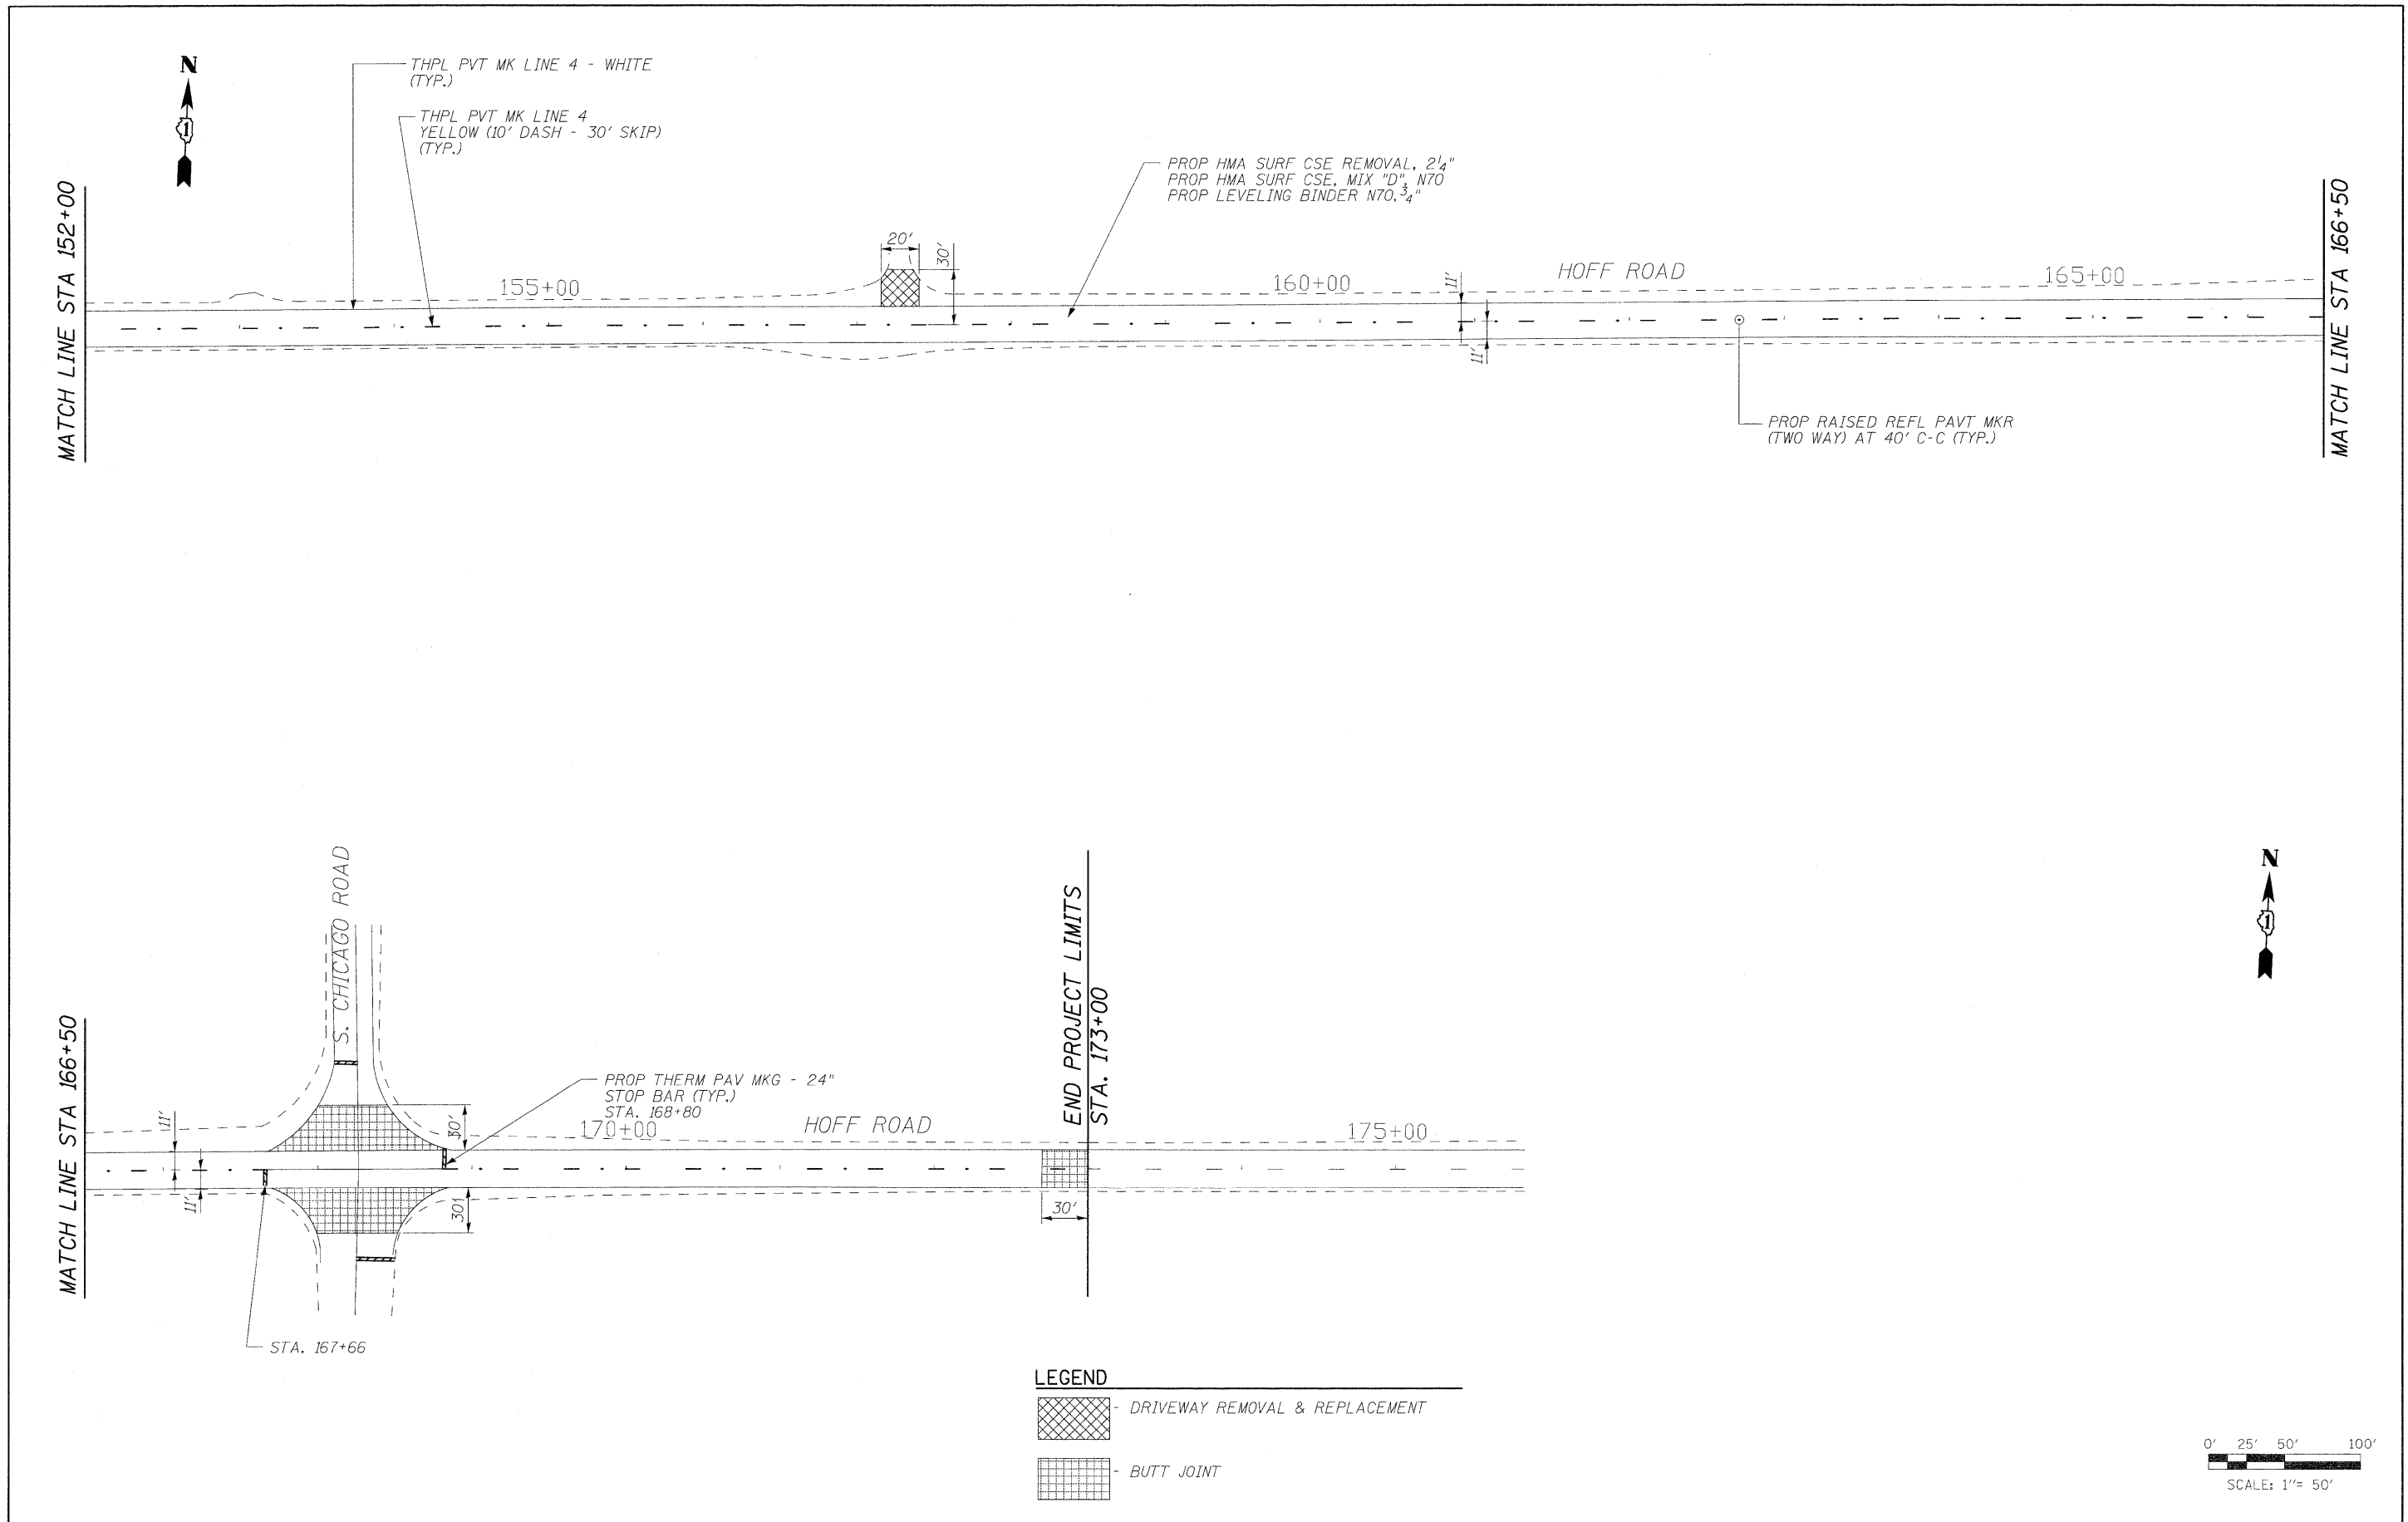 N
1
THPL PVT MK LINE 4 - WHITE
(TYP.)
THPL PVT MK LINE 4
YELLOW (10' DASH - 30' SKIP)
(TYP.)
PROP HMA SURF CSE REMOVAL, 2 1/4"
PROP HMA SURF CSE, MIX "D", N70
PROP LEVELING BINDER N70, 3/4"
MATCH LINE STA 152+00
155+00
20'
30'
160+00
11'
11'
HOFF ROAD
165+00
MATCH LINE STA 166+50
PROP RAISED REFL PAVT MKR
(TWO WAY) AT 40' C-C (TYP.)
N
1
MATCH LINE STA 166+50
11'
11'
S. CHICAGO ROAD
30'
30'
PROP THERM PAV MKG - 24"
STOP BAR (TYP.)
STA. 168+80
170+00
HOFF ROAD
END PROJECT LIMITS
STA. 173+00
30'
175+00
STA. 167+66
LEGEND
- DRIVEWAY REMOVAL & REPLACEMENT
- BUTT JOINT
0' 25' 50' 100'
SCALE: 1"= 50'